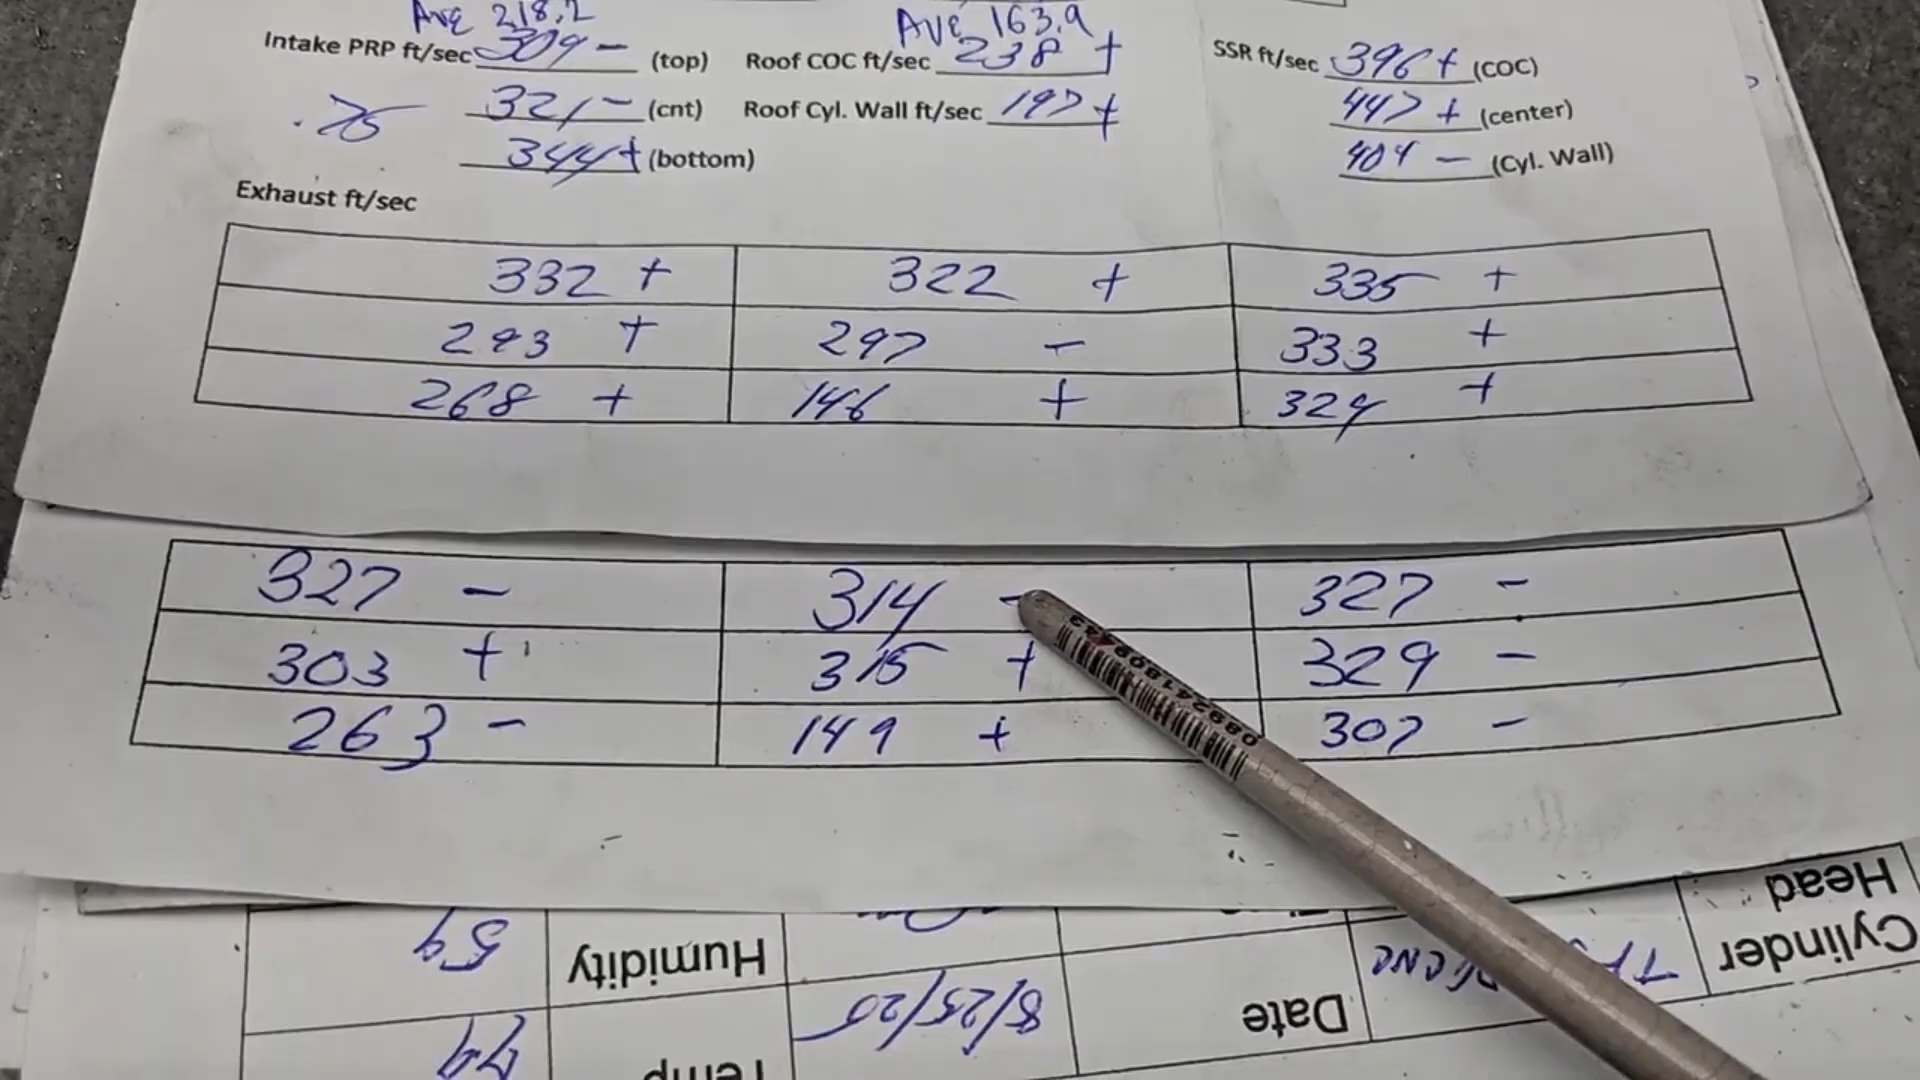 Ave 218.2 Ave 163.9
Intake PRP ft/sec 309 - (top) Roof COC ft/sec 238 + SSR ft/sec 396 + (COC)
.75 321 - (cnt) Roof Cyl. Wall ft/sec 197 + 447 + (center)
344 + (bottom) 404 - (Cyl. Wall)
Exhaust ft/sec
332 + 322 + 335 +
293 + 297 - 333 +
268 + 146 + 324 +
327 - 314 - 327 -
303 + 315 + 329 -
263 - 149 + 307 -
089241809443
Cylinder Head
Date 8/25/25
Humidity 59
Temp